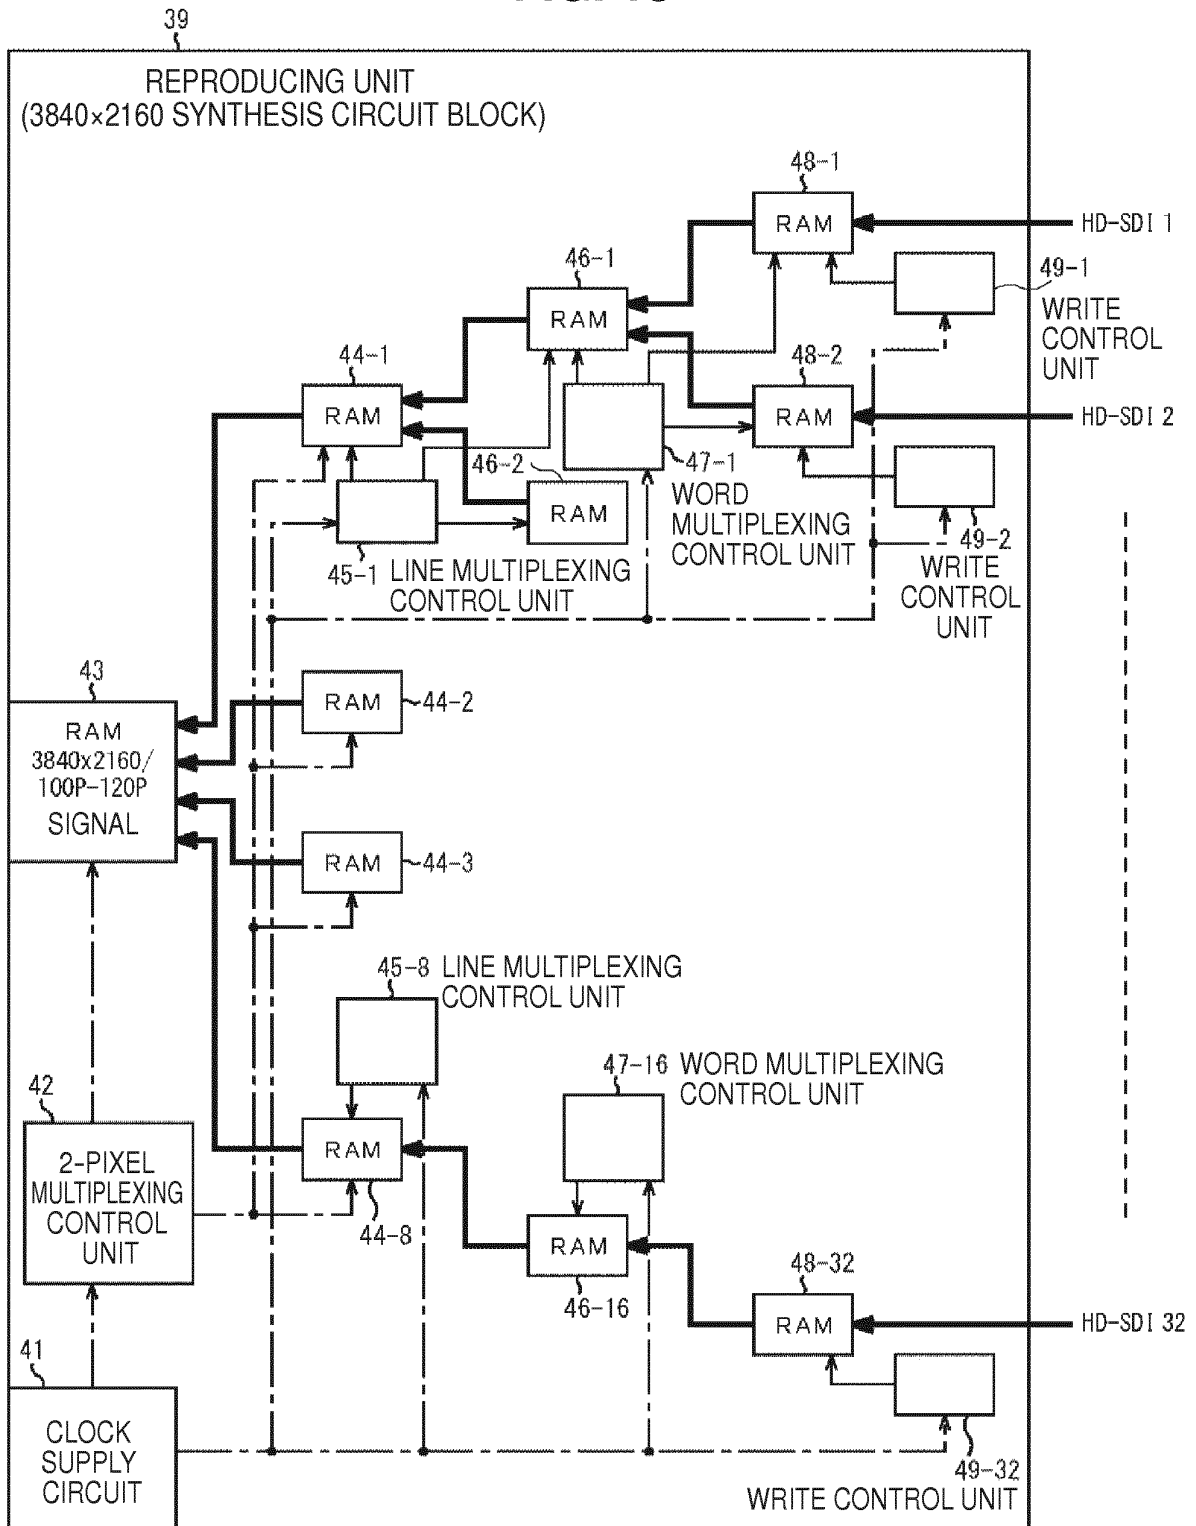 39
REPRODUCING UNIT
(3840×2160 SYNTHESIS CIRCUIT BLOCK)
48-1
RAM
HD-SDI 1
46-1
RAM
49-1
WRITE
CONTROL
UNIT
44-1
RAM
48-2
RAM
HD-SDI 2
46-2
RAM
47-1
WORD
MULTIPLEXING
CONTROL UNIT
45-1
LINE MULTIPLEXING
CONTROL UNIT
49-2
WRITE
CONTROL
UNIT
43
RAM
3840x2160/
100P-120P
SIGNAL
RAM
44-2
RAM
44-3
45-8
LINE MULTIPLEXING
CONTROL UNIT
47-16
WORD MULTIPLEXING
CONTROL UNIT
42
2-PIXEL
MULTIPLEXING
CONTROL
UNIT
RAM
44-8
RAM
46-16
48-32
RAM
HD-SDI 32
41
CLOCK
SUPPLY
CIRCUIT
49-32
WRITE CONTROL UNIT